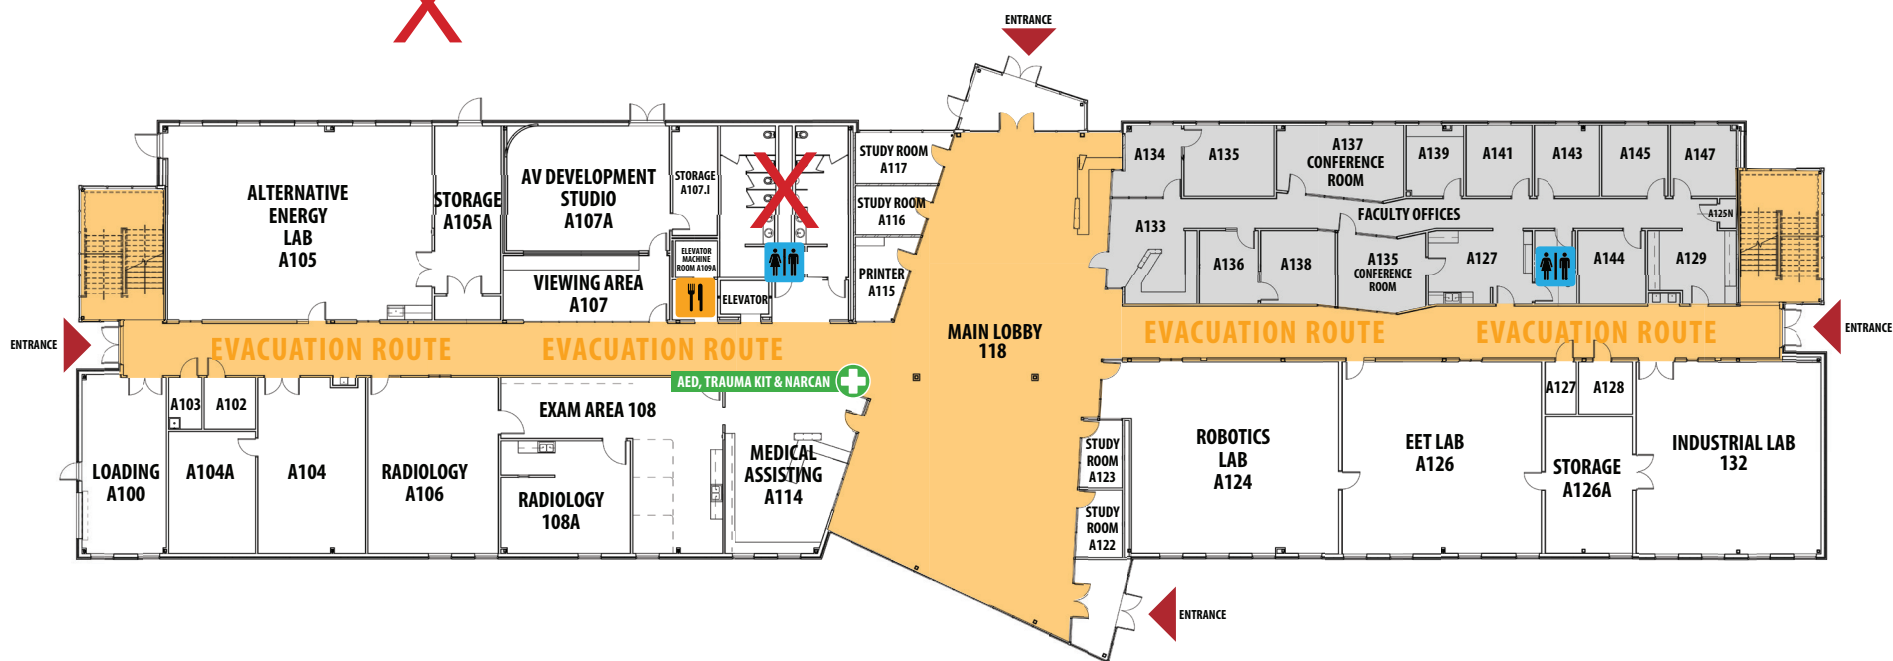 ENTRANCE
ALTERNATIVE
ENERGY
LAB
A105
STORAGE
A105A
AV DEVELOPMENT
STUDIO
A107A
STORAGE
A107.I
VIEWING AREA
A107
ELEVATOR
MACHINE
ROOM A109A
ELEVATOR
STUDY ROOM
A117
STUDY ROOM
A116
PRINTER
A115
MAIN LOBBY
118
A134
A135
A137
CONFERENCE
ROOM
A139
A141
A143
A145
A147
A133
FACULTY OFFICES
A125N
A136
A138
A135
CONFERENCE
ROOM
A127
A144
A129
ENTRANCE
EVACUATION ROUTE
EVACUATION ROUTE
EVACUATION ROUTE
EVACUATION ROUTE
ENTRANCE
AED, TRAUMA KIT & NARCAN
LOADING
A100
A103
A102
A104A
A104
RADIOLOGY
A106
EXAM AREA 108
RADIOLOGY
108A
MEDICAL
ASSISTING
A114
STUDY
ROOM
A123
STUDY
ROOM
A122
ROBOTICS
LAB
A124
EET LAB
A126
A127
A128
STORAGE
A126A
INDUSTRIAL LAB
132
ENTRANCE